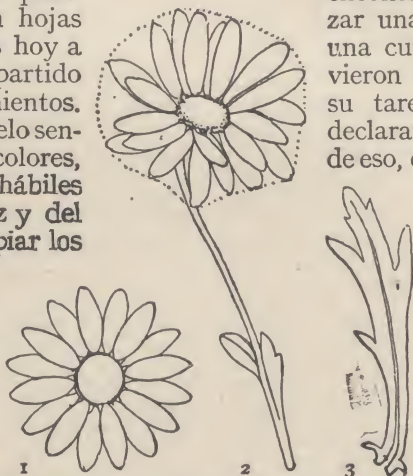 hojas
hoy a
partido
ientos.
elo sen-
colores,
hábiles
z y del
piar los
zar una
una cu
vieron
su tare
declara
de eso,
1
2
3